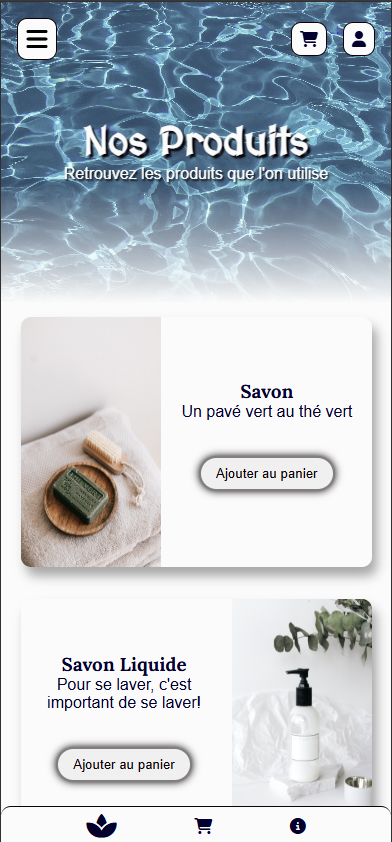 Nos Produits
Retrouvez les produits que l'on utilise
Savon
Un pavé vert au thé vert
Ajouter au panier
Savon Liquide
Pour se laver, c'est
important de se laver!
Ajouter au panier